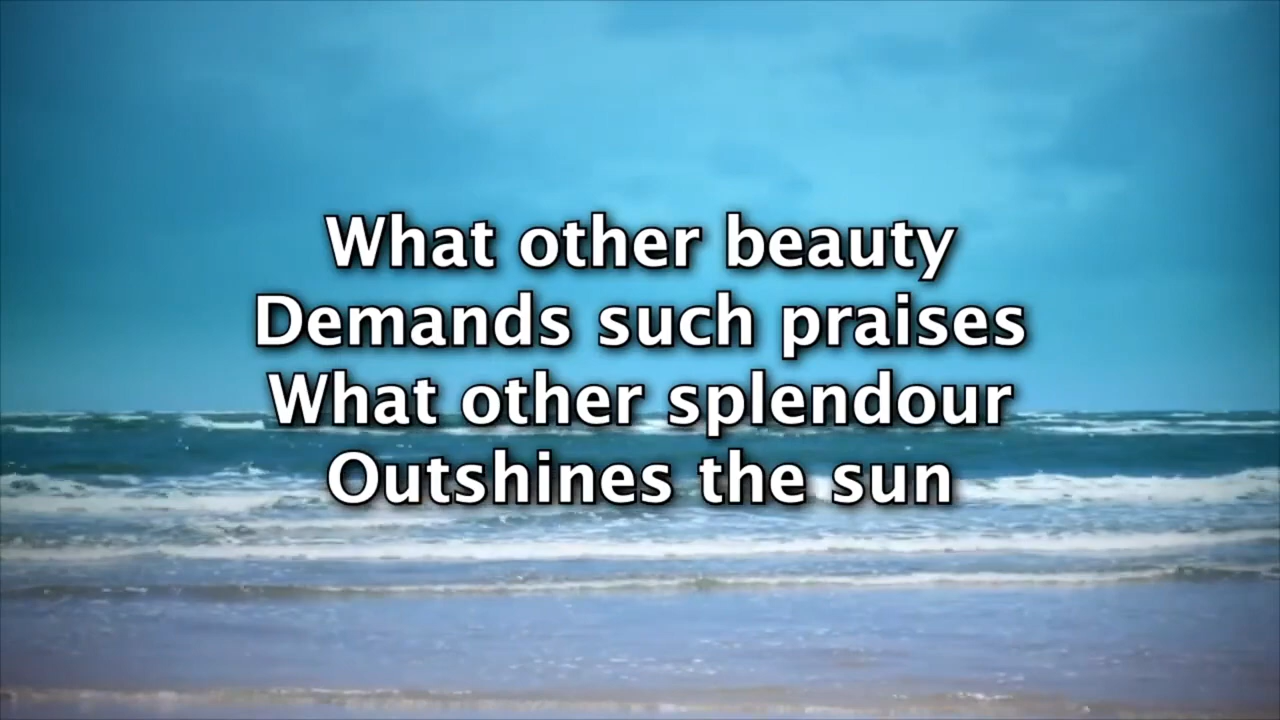 What other beauty
Demands such praises
What other splendour
Outshines the sun